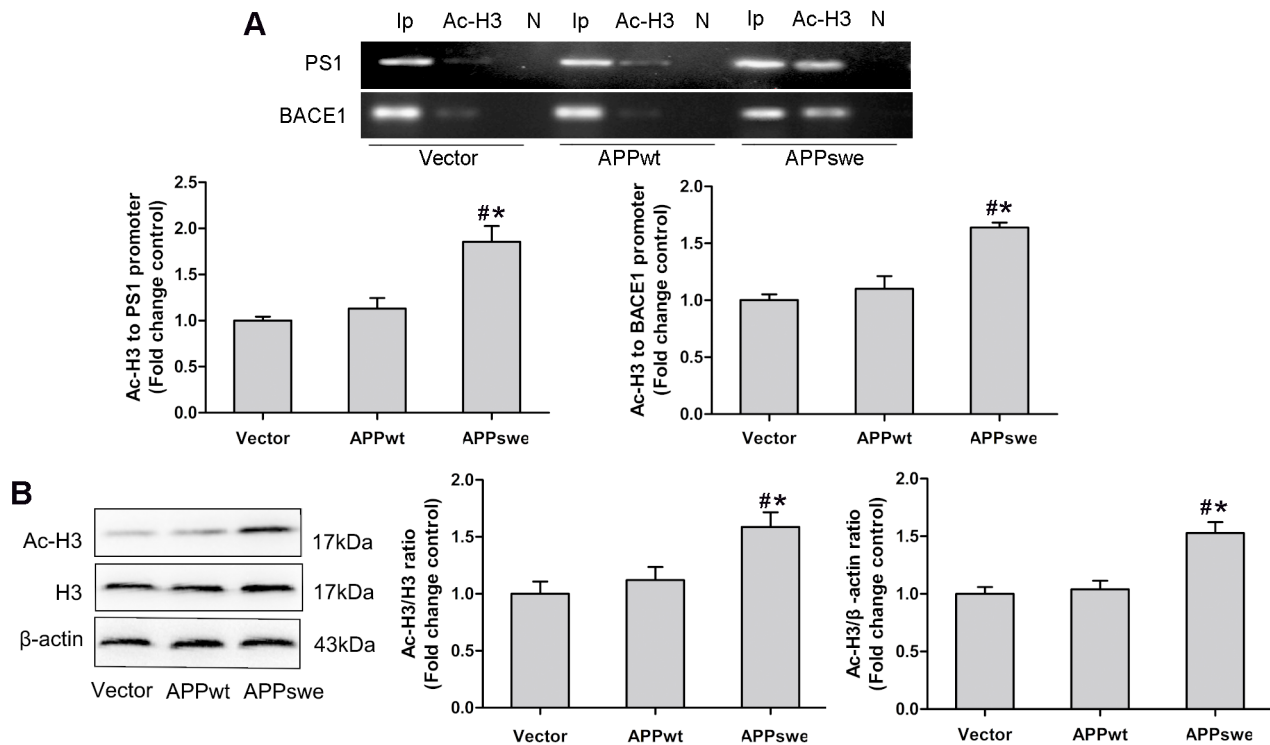 A
Ip Ac-H3 N Ip Ac-H3 N Ip Ac-H3 N
PS1
BACE1
Vector APPwt APPswe
Ac-H3 to PS1 promoter
(Fold change control)
2.5
2.0
1.5
1.0
0.5
0.0
#*
Vector APPwt APPswe
Ac-H3 to BACE1 promoter
(Fold change control)
2.0
1.5
1.0
0.5
0.0
#*
Vector APPwt APPswe
B
Ac-H3 17kDa
H3 17kDa
β-actin 43kDa
Vector APPwt APPswe
Ac-H3/H3 ratio
(Fold change control)
2.0
1.5
1.0
0.5
0.0
#*
Vector APPwt APPswe
Ac-H3/β -actin ratio
(Fold change control)
2.0
1.5
1.0
0.5
0.0
#*
Vector APPwt APPswe